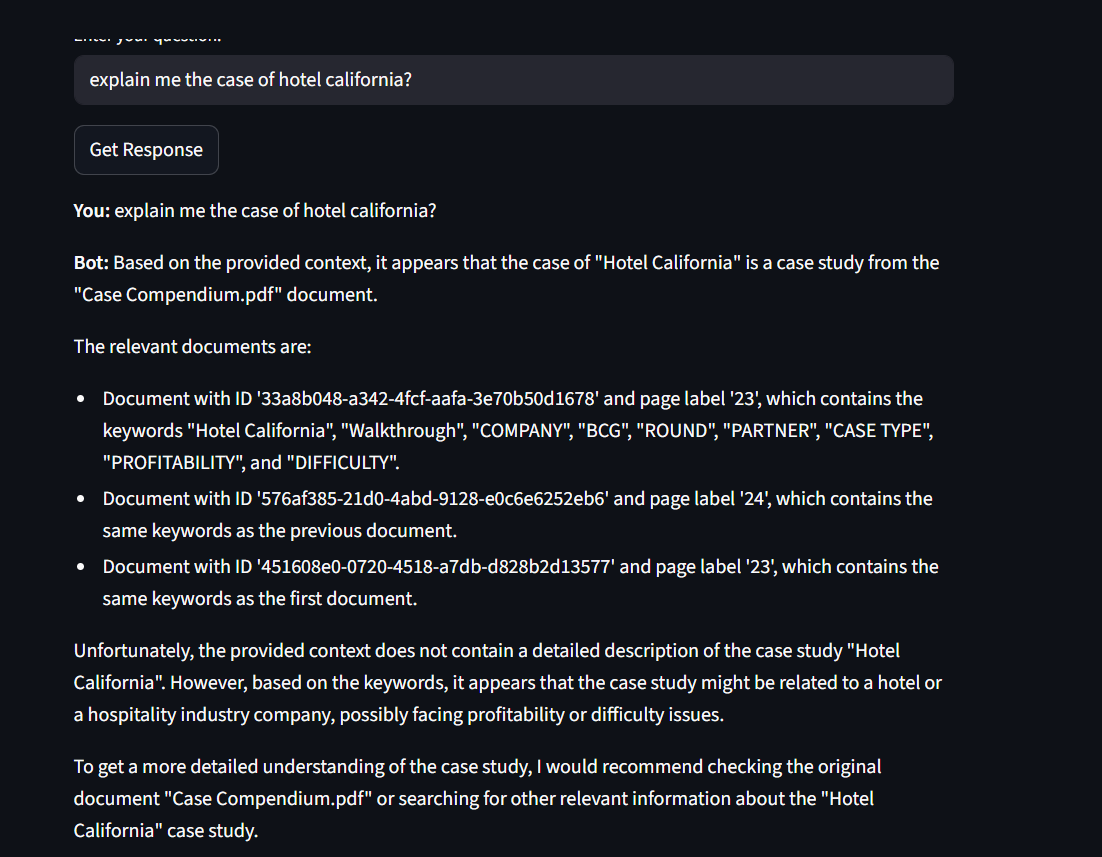 Enter your question:
explain me the case of hotel california?
Get Response
You: explain me the case of hotel california?
Bot: Based on the provided context, it appears that the case of "Hotel California" is a case study from the
"Case Compendium.pdf" document.
The relevant documents are:
• Document with ID '33a8b048-a342-4fcf-aafa-3e70b50d1678' and page label '23', which contains the
keywords "Hotel California", "Walkthrough", "COMPANY", "BCG", "ROUND", "PARTNER", "CASE TYPE",
"PROFITABILITY", and "DIFFICULTY".
• Document with ID '576af385-21d0-4abd-9128-e0c6e6252eb6' and page label '24', which contains the
same keywords as the previous document.
• Document with ID '451608e0-0720-4518-a7db-d828b2d13577' and page label '23', which contains the
same keywords as the first document.
Unfortunately, the provided context does not contain a detailed description of the case study "Hotel
California". However, based on the keywords, it appears that the case study might be related to a hotel or
a hospitality industry company, possibly facing profitability or difficulty issues.
To get a more detailed understanding of the case study, I would recommend checking the original
document "Case Compendium.pdf" or searching for other relevant information about the "Hotel
California" case study.